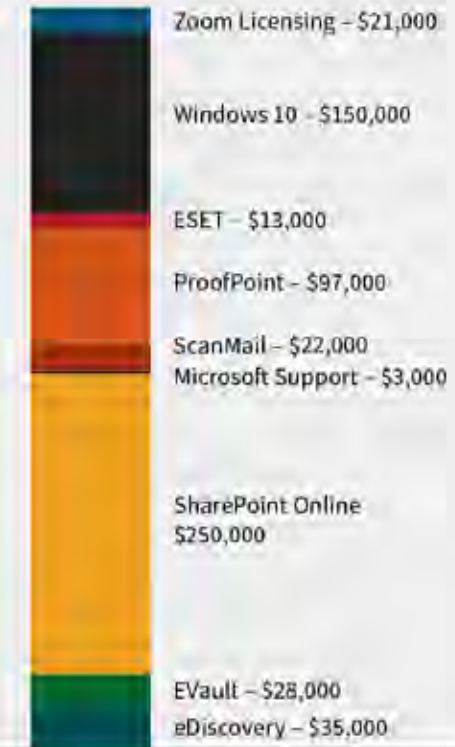 Zoom Licensing – $21,000
Windows 10 – $150,000
ESET – $13,000
ProofPoint – $97,000
ScanMail – $22,000
Microsoft Support – $3,000
SharePoint Online
$250,000
EVault – $28,000
eDiscovery – $35,000